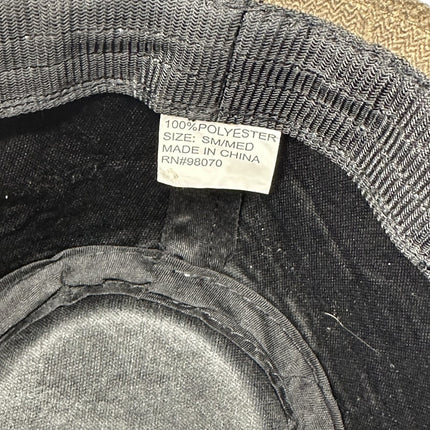 100%POLYESTER
SIZE: SM/MED
MADE IN CHINA
RN#98070